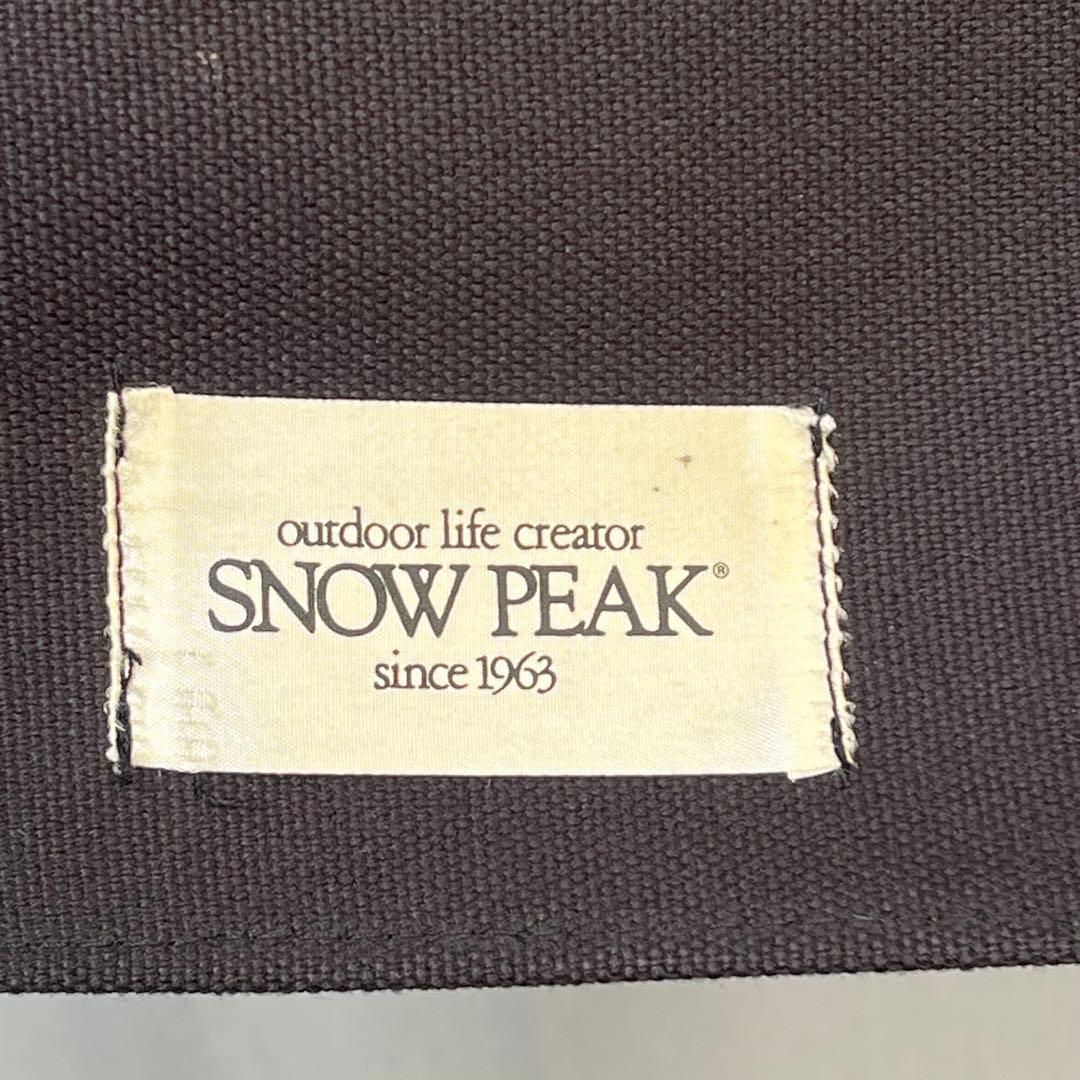 outdoor life creator
SNOW PEAK®
since 1963